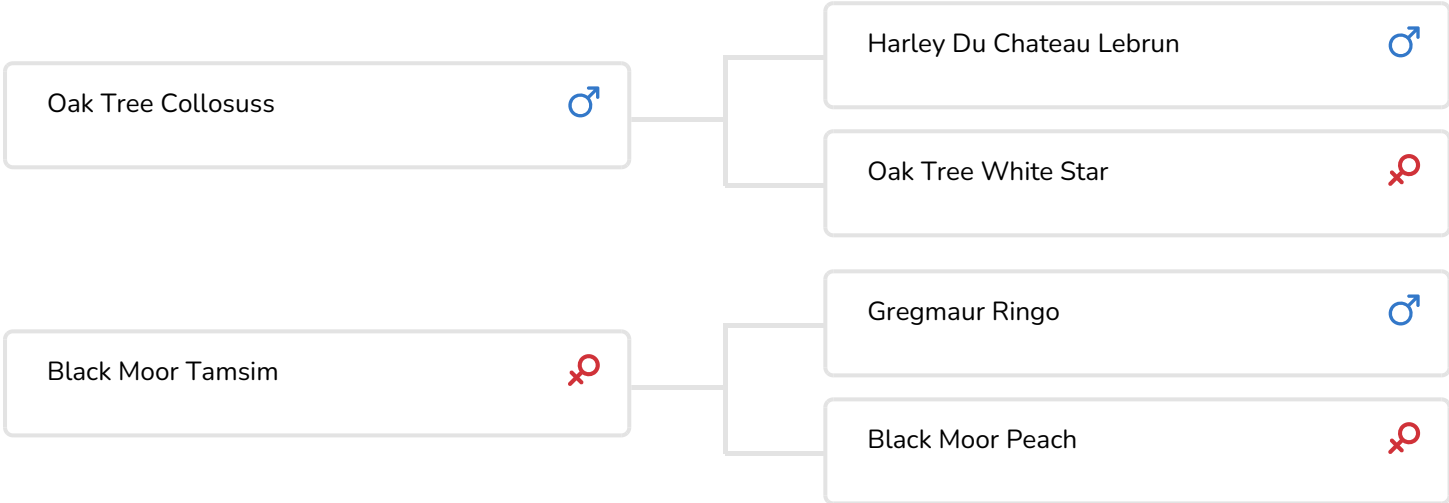 Harley Du Chateau Lebrun
Oak Tree Collosuss
Oak Tree White Star
Gregmaur Ringo
Black Moor Tamsim
Black Moor Peach